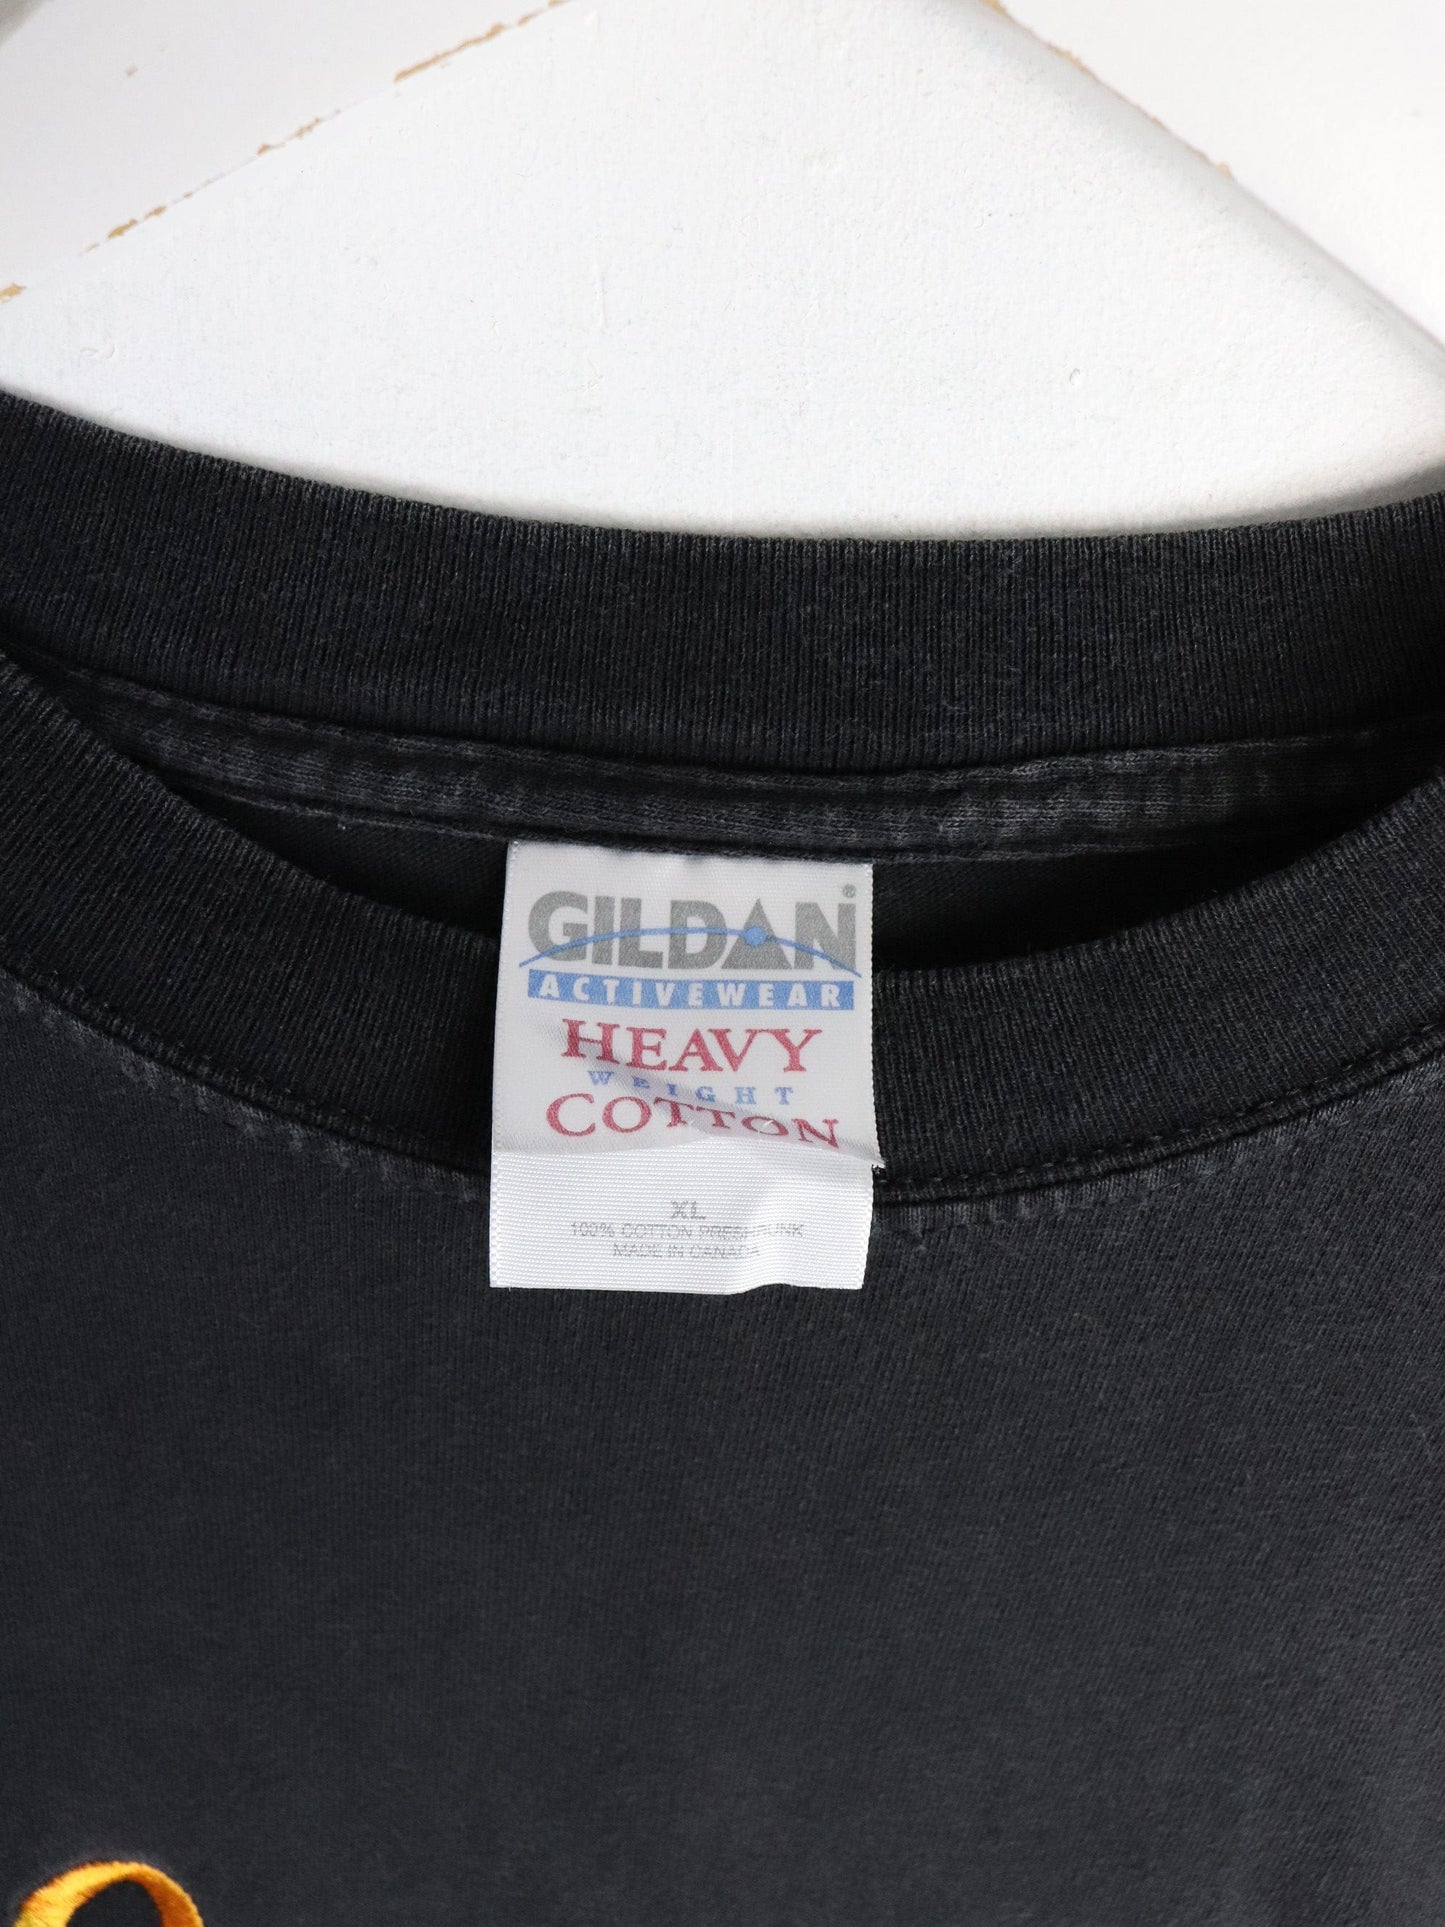 GILDAN®
ACTIVEWEAR
HEAVY
WEIGHT
COTTON
XL
100% COTTON PRESHRUNK
MADE IN CANADA